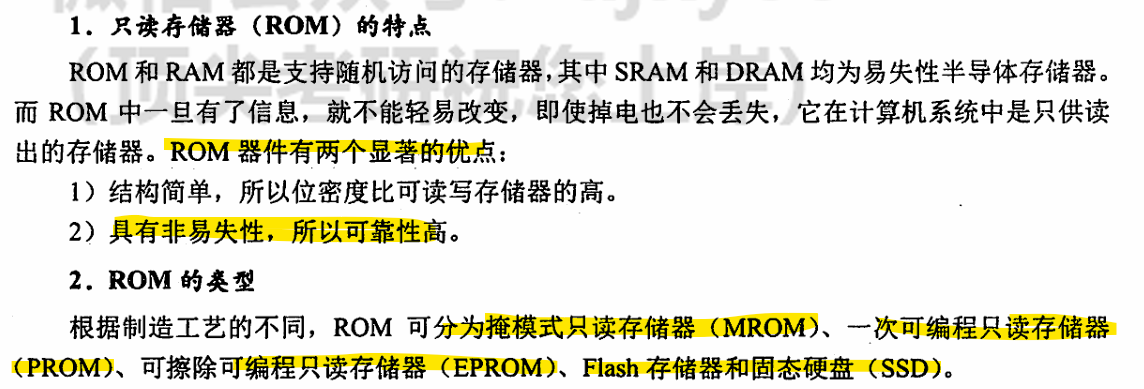 1．只读存储器（ROM）的特点
ROM 和 RAM 都是支持随机访问的存储器，其中 SRAM 和 DRAM 均为易失性半导体存储器。
而 ROM 中一旦有了信息，就不能轻易改变，即使掉电也不会丢失，它在计算机系统中是只供读
出的存储器。ROM 器件有两个显著的优点：
1）结构简单，所以位密度比可读写存储器的高。
2）具有非易失性，所以可靠性高。
2．ROM 的类型
根据制造工艺的不同，ROM 可分为掩模式只读存储器（MROM）、一次可编程只读存储器
（PROM）、可擦除可编程只读存储器（EPROM）、Flash 存储器和固态硬盘（SSD）。